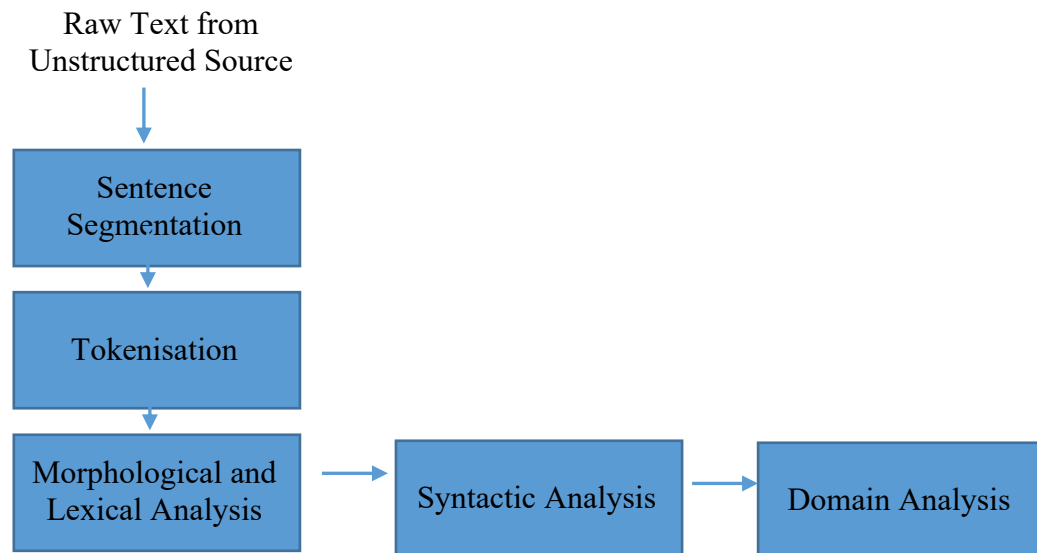 Raw Text from
Unstructured Source
Sentence
Segmentation
Tokenisation
Morphological and
Lexical Analysis
Syntactic Analysis
Domain Analysis